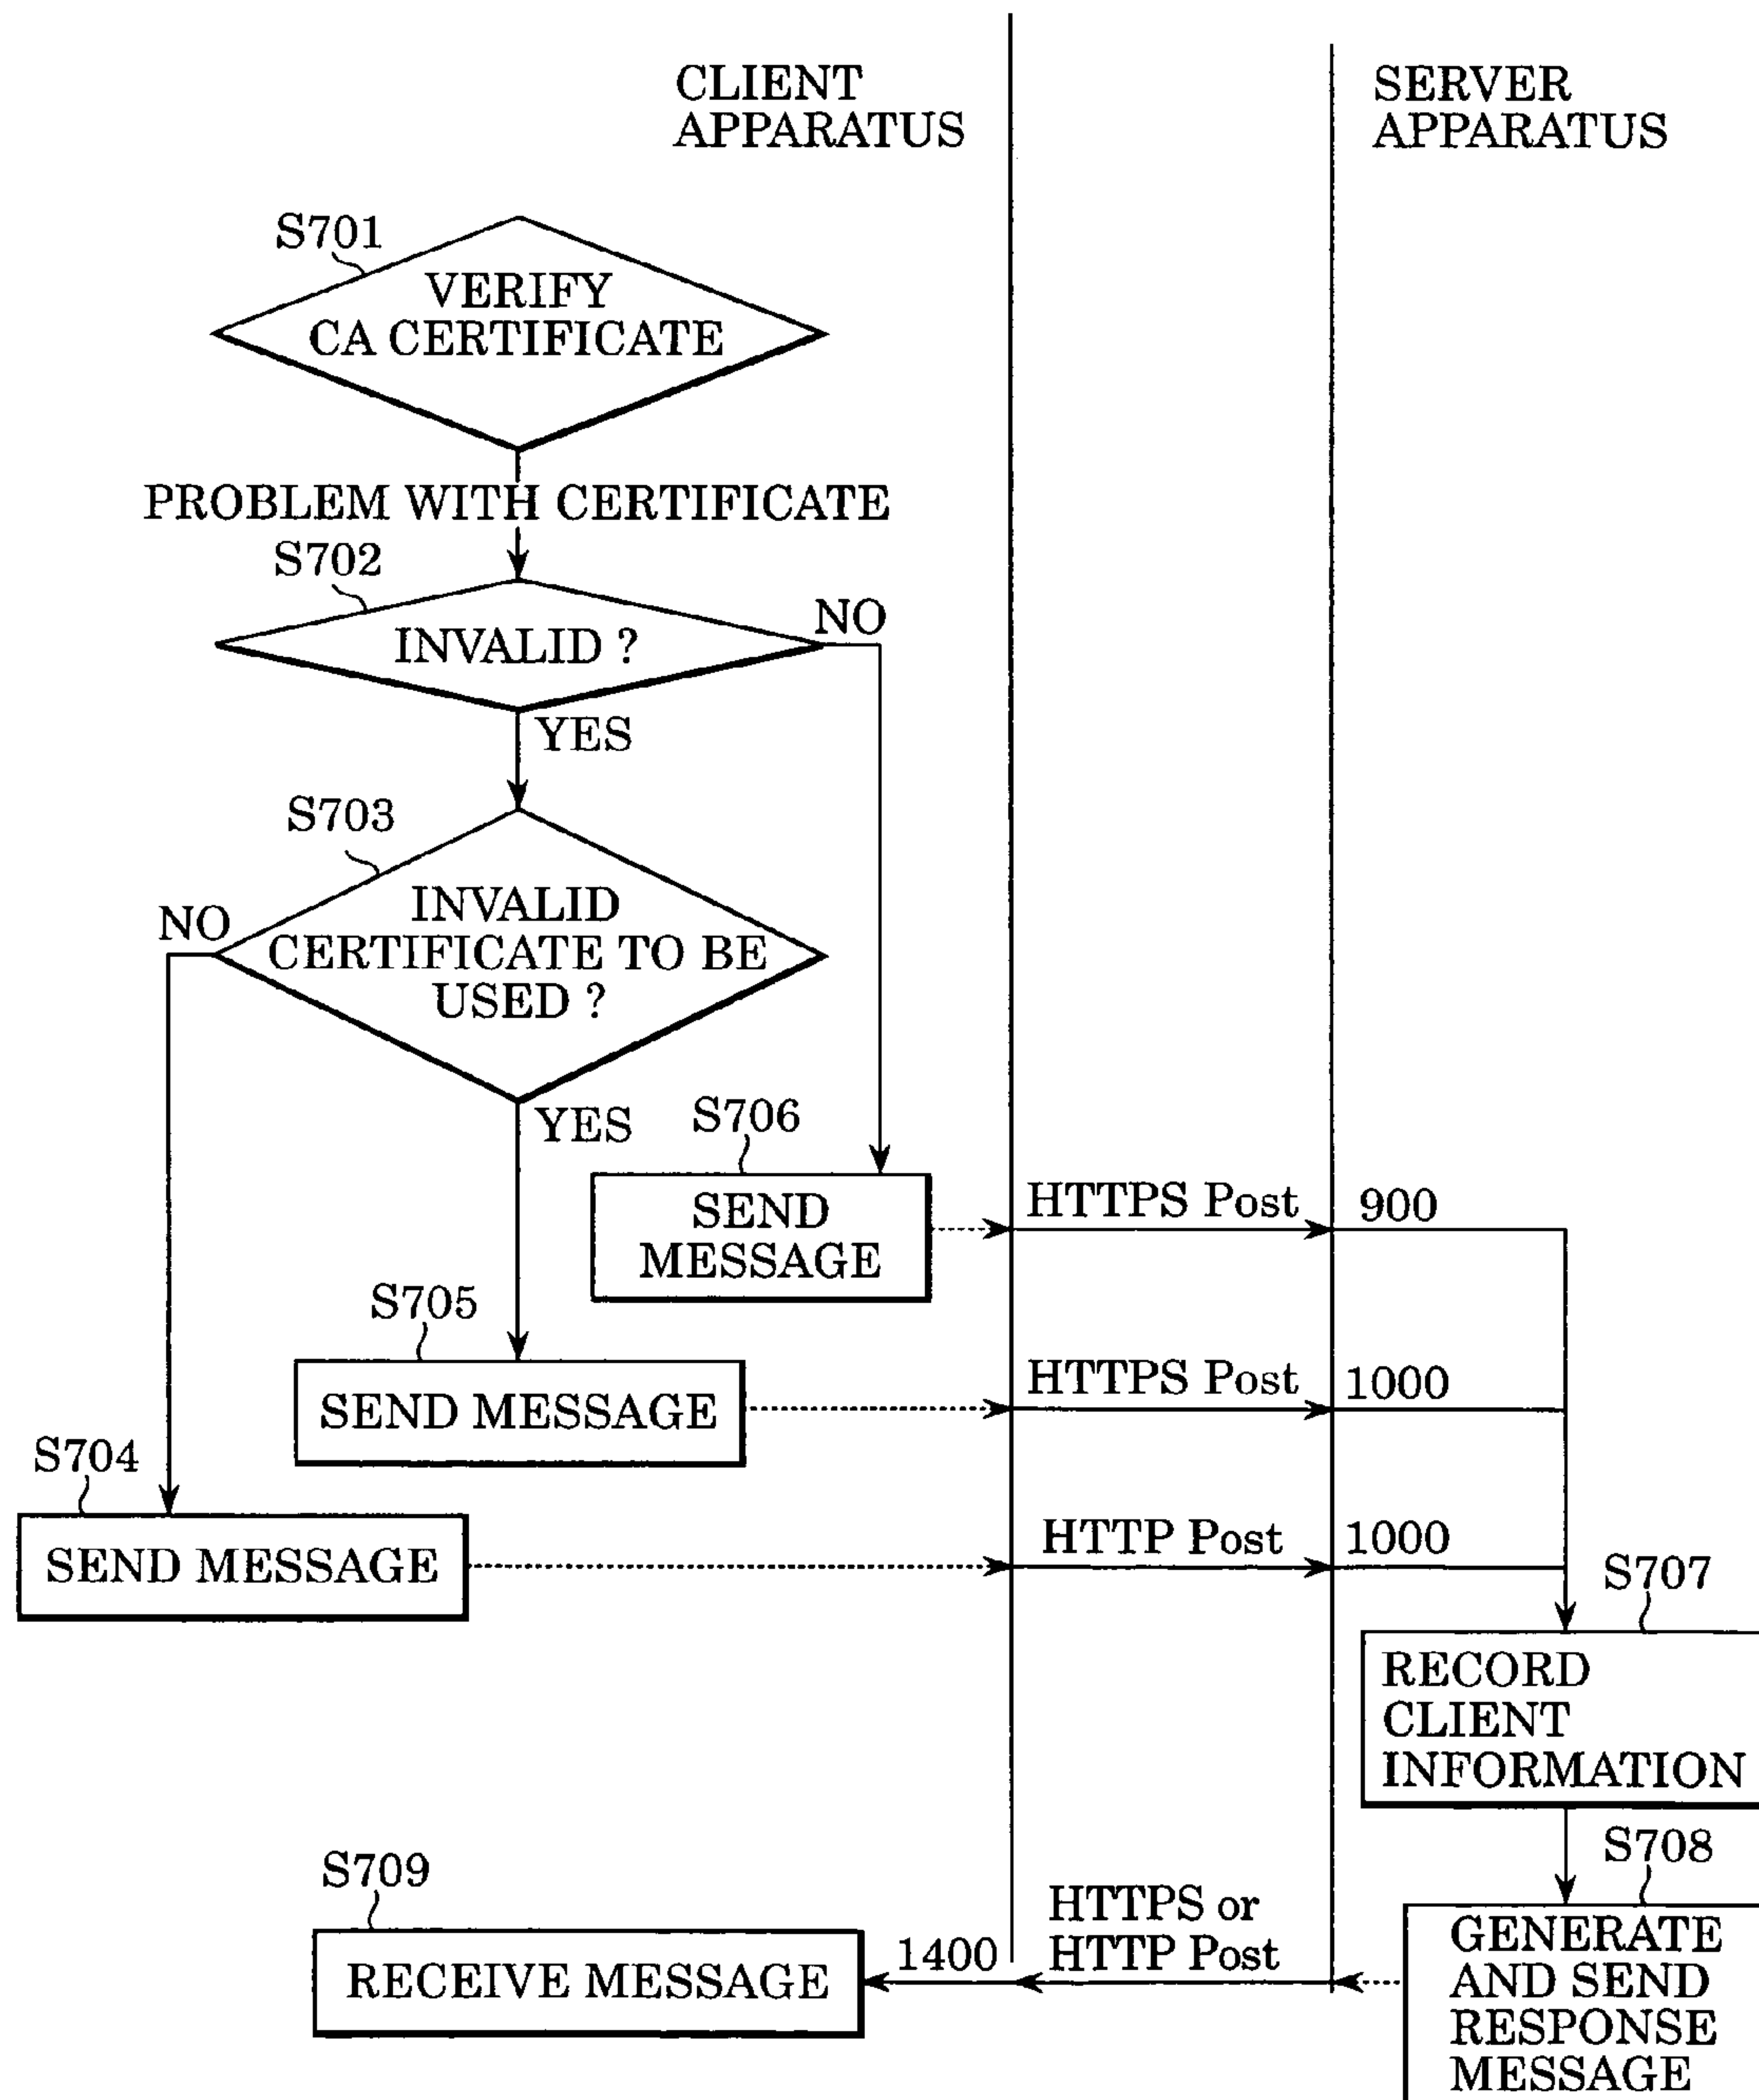 CLIENT
APPARATUS
SERVER
APPARATUS
S701
VERIFY
CA CERTIFICATE
PROBLEM WITH CERTIFICATE
S702
INVALID ?
NO
YES
S703
INVALID
CERTIFICATE TO BE
USED ?
NO
YES
S706
SEND
MESSAGE
HTTPS Post
900
S705
SEND MESSAGE
HTTPS Post
1000
S704
SEND MESSAGE
HTTP Post
1000
S707
RECORD
CLIENT
INFORMATION
S708
GENERATE
AND SEND
RESPONSE
MESSAGE
HTTPS or
HTTP Post
1400
S709
RECEIVE MESSAGE